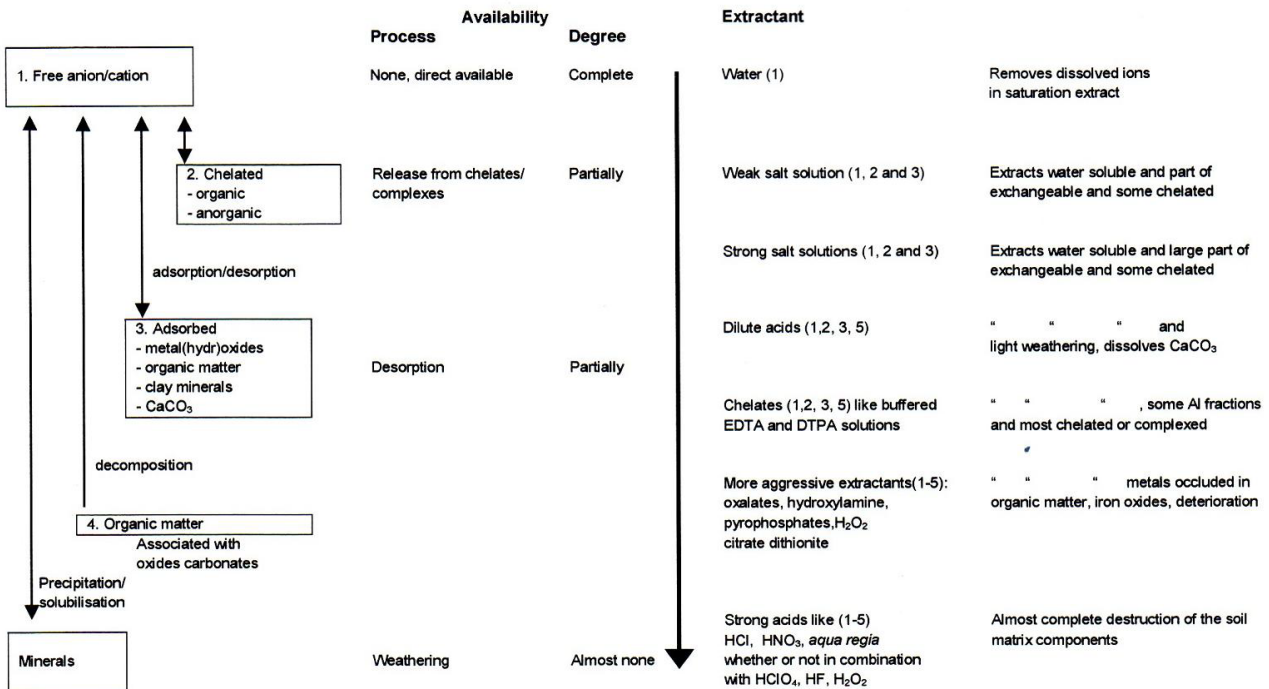 Availability
Extractant
Process
Degree
1. Free anion/cation
None, direct available
Complete
Water (1)
Removes dissolved ions
in saturation extract
2. Chelated
- organic
- anorganic
Release from chelates/
complexes
Partially
Weak salt solution (1, 2 and 3)
Extracts water soluble and part of
exchangeable and some chelated
adsorption/desorption
Strong salt solutions (1, 2 and 3)
Extracts water soluble and large part of
exchangeable and some chelated
3. Adsorbed
- metal(hydr)oxides
- organic matter
- clay minerals
- CaCO₃
Desorption
Partially
Dilute acids (1,2, 3, 5)
“ “ “ and
light weathering, dissolves CaCO₃
Chelates (1,2, 3, 5) like buffered
EDTA and DTPA solutions
“ “ “ , some Al fractions
and most chelated or complexed
decomposition
4. Organic matter
Associated with
oxides carbonates
More aggressive extractants(1-5):
oxalates, hydroxylamine,
pyrophosphates,H₂O₂
citrate dithionite
“ “ “ metals occluded in
organic matter, iron oxides, deterioration
Precipitation/
solubilisation
Minerals
Weathering
Almost none
Strong acids like (1-5)
HCl, HNO₃, aqua regia
whether or not in combination
with HClO₄, HF, H₂O₂
Almost complete destruction of the soil
matrix components